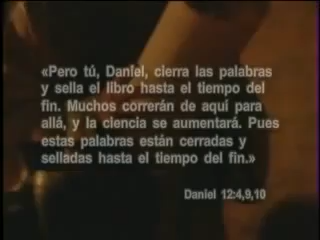 «Pero tú, Daniel, cierra las palabras
y sella el libro hasta el tiempo del
fin. Muchos correrán de aquí para
allá, y la ciencia se aumentará. Pues
estas palabras están cerradas y
selladas hasta el tiempo del fin.»
Daniel 12:4,9,10